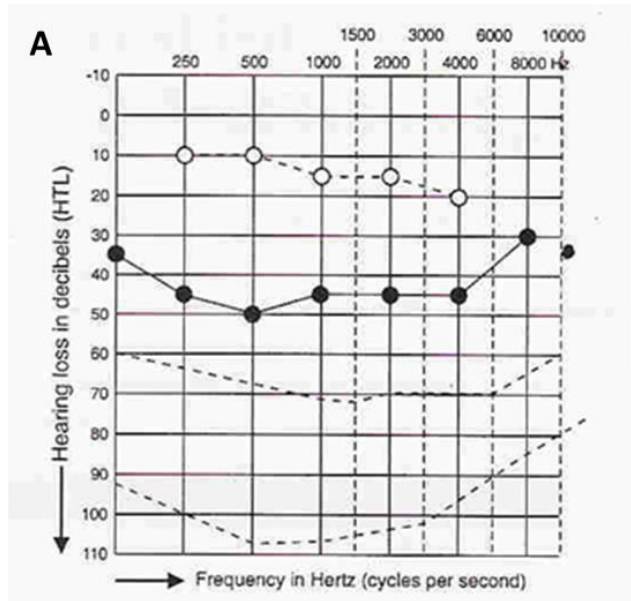 A
1500 3000 6000 10000
250 500 1000 2000 4000 8000 Hz
-10
0
10
20
30
40
50
60
70
80
90
100
110
Hearing loss in decibels (HTL)
Frequency in Hertz (cycles per second)